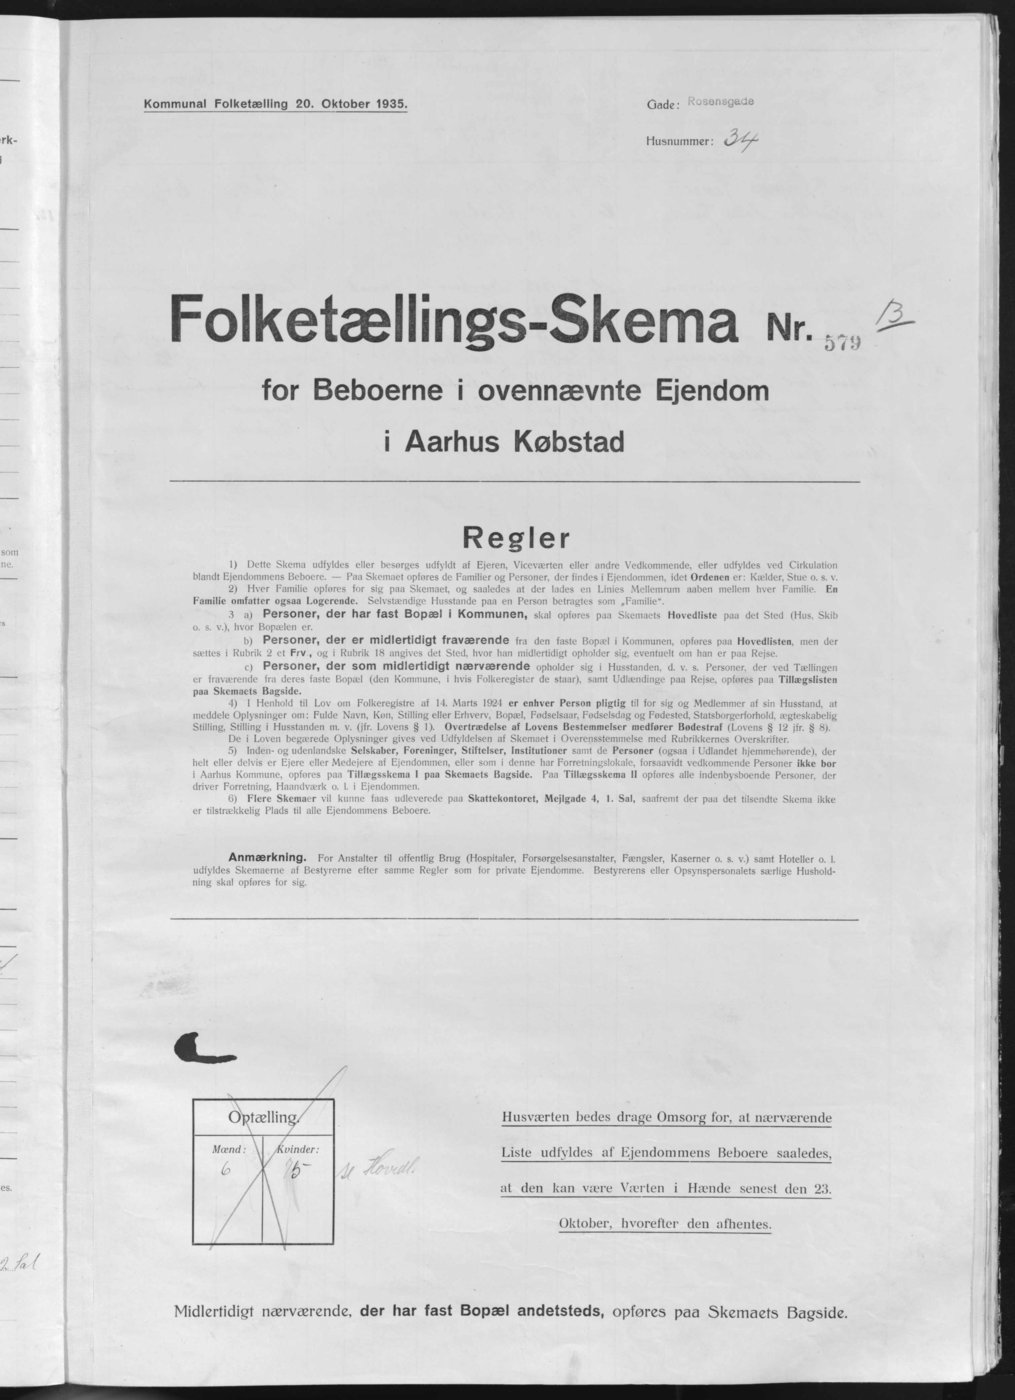 Kommunal Folketælling 20. Oktober 1935.
Gade: Rosensgade
Husnummer: 34
Folketællings-Skema Nr. 579 B
for Beboerne i ovennævnte Ejendom
i Aarhus Købstad
Regler
1) Dette Skema udfyldes eller besørges udfyldt af Ejeren, Viceværten eller andre Vedkommende, eller udfyldes ved Cirkulation
blandt Ejendommens Beboere. — Paa Skemaet opføres de Familier og Personer, der findes i Ejendommen, idet Ordenen er: Kælder, Stue o. s. v.
2) Hver Familie opføres for sig paa Skemaet, og saaledes at der lades en Linies Mellemrum aaben mellem hver Familie. En
Familie omfatter ogsaa Logerende. Selvstændige Husstande paa en Person betragtes som „Familie“.
3 a) Personer, der har fast Bopæl i Kommunen, skal opføres paa Skemaets Hovedliste paa det Sted (Hus, Skib
o. s. v.), hvor Bopælen er.
b) Personer, der er midlertidigt fraværende fra den faste Bopæl i Kommunen, opføres paa Hovedlisten, men der
sættes i Rubrik 2 et Frv., og i Rubrik 18 angives det Sted, hvor han midlertidigt opholder sig, eventuelt om han er paa Rejse.
c) Personer, der som midlertidigt nærværende opholder sig i Husstanden, d. v. s. Personer, der ved Tællingen
er fraværende fra deres faste Bopæl (den Kommune, i hvis Folkeregister de staar), samt Udlændinge paa Rejse, opføres paa Tillægslisten
paa Skemaets Bagside.
4) I Henhold til Lov om Folkeregistre af 14. Marts 1924 er enhver Person pligtig til for sig og Medlemmer af sin Husstand, at
meddele Oplysninger om: Fulde Navn, Køn, Stilling eller Erhverv, Bopæl, Fødselsaar, Fødselsdag og Fødested, Statsborgerforhold, ægteskabelig
Stilling, Stilling i Husstanden m. v. (jfr. Lovens § 1). Overtrædelse af Lovens Bestemmelser medfører Bødestraf (Lovens § 12 jfr. § 8).
De i Loven begærede Oplysninger gives ved Udfyldelsen af Skemaet i Overensstemmelse med Rubrikkernes Overskrifter.
5) Inden- og udenlandske Selskaber, Foreninger, Stiftelser, Institutioner samt de Personer (ogsaa i Udlandet hjemmehørende), der
helt eller delvis er Ejere eller Medejere af Ejendommen, eller som i denne har Forretningslokale, forsaavidt vedkommende Personer ikke bor
i Aarhus Kommune, opføres paa Tillægsskema I paa Skemaets Bagside. Paa Tillægsskema II opføres alle indenbysboende Personer, der
driver Forretning, Haandværk o. l. i Ejendommen.
6) Flere Skemaer vil kunne faas udleverede paa Skattekontoret, Mejlgade 4, 1. Sal, saafremt der paa det tilsendte Skema ikke
er tilstrækkelig Plads til alle Ejendommens Beboere.
Anmærkning. For Anstalter til offentlig Brug (Hospitaler, Forsørgelsesanstalter, Fængsler, Kaserner o. s. v.) samt Hoteller o. l.
udfyldes Skemaerne af Bestyrerne efter samme Regler som for private Ejendomme. Bestyrerens eller Opsynspersonalets særlige Hushold-
ning skal opføres for sig.
Optælling.
Mænd: Kvinder:
6 5
se Hovedl.
Husværten bedes drage Omsorg for, at nærværende
Liste udfyldes af Ejendommens Beboere saaledes,
at den kan være Værten i Hænde senest den 23.
Oktober, hvorefter den afhentes.
Midlertidigt nærværende, der har fast Bopæl andetsteds, opføres paa Skemaets Bagside.
rk-
som
ne.
es.
2 Sal